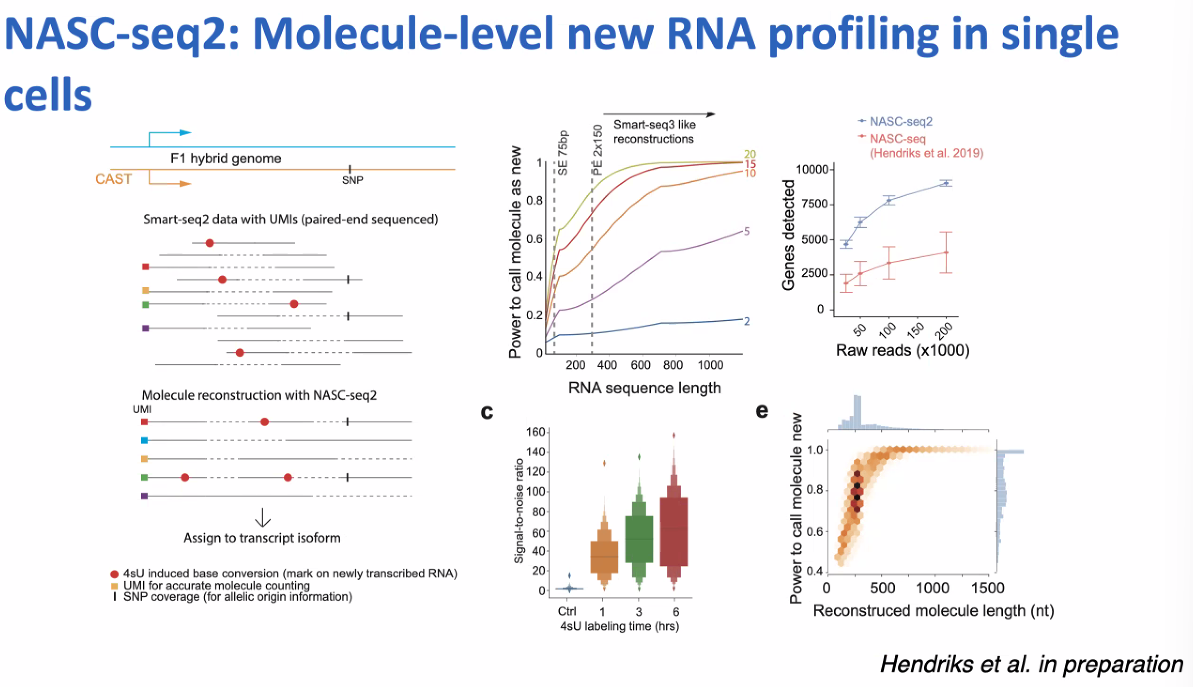 NASC-seq2: Molecule-level new RNA profiling in single
cells
F1 hybrid genome
CAST
SNP
Smart-seq2 data with UMIs (paired-end sequenced)
Molecule reconstruction with NASC-seq2
UMI
Assign to transcript isoform
4sU induced base conversion (mark on newly transcribed RNA)
UMI for accurate molecule counting
SNP coverage (for allelic origin information)
Smart-seq3 like
reconstructions
SE 75bp
PE 2x150
Power to call molecule as new
1
0.8
0.6
0.4
0.2
0
20
15
10
5
2
200
400
600
800
1000
RNA sequence length
NASC-seq2
NASC-seq
(Hendriks et al. 2019)
Genes detected
10000
7500
5000
2500
0
50
100
150
200
Raw reads (x1000)
c
Signal-to-noise ratio
160
140
120
100
80
60
40
20
0
Ctrl
1
3
6
4sU labeling time (hrs)
e
Power to call molecule new
1.0
0.8
0.6
0.4
0
500
1000
1500
Reconstruced molecule length (nt)
Hendriks et al. in preparation